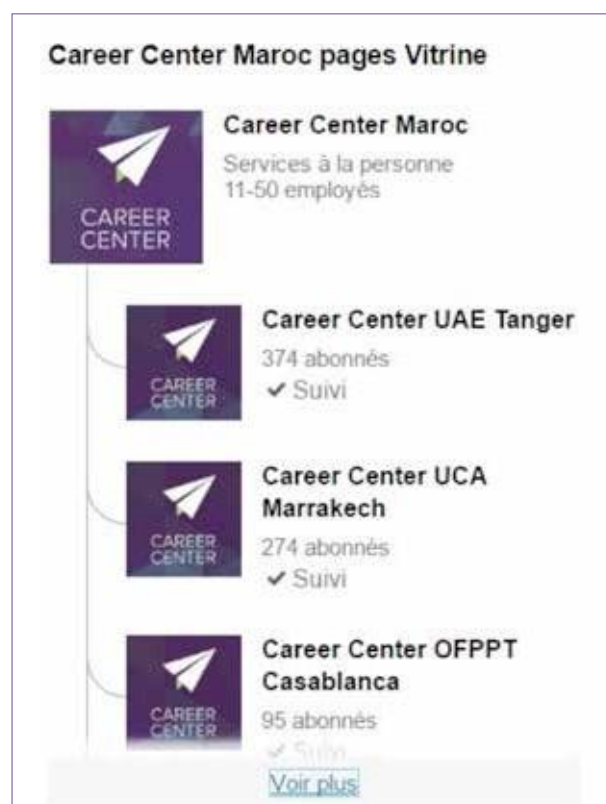 Career Center Maroc pages Vitrine
CAREER
CENTER
Career Center Maroc
Services à la personne
11-50 employés
CAREER
CENTER
Career Center UAE Tanger
374 abonnés
✔ Suivi
CAREER
CENTER
Career Center UCA
Marrakech
274 abonnés
✔ Suivi
CAREER
CENTER
Career Center OFPPT
Casablanca
95 abonnés
✔ Suivi
Voir plus